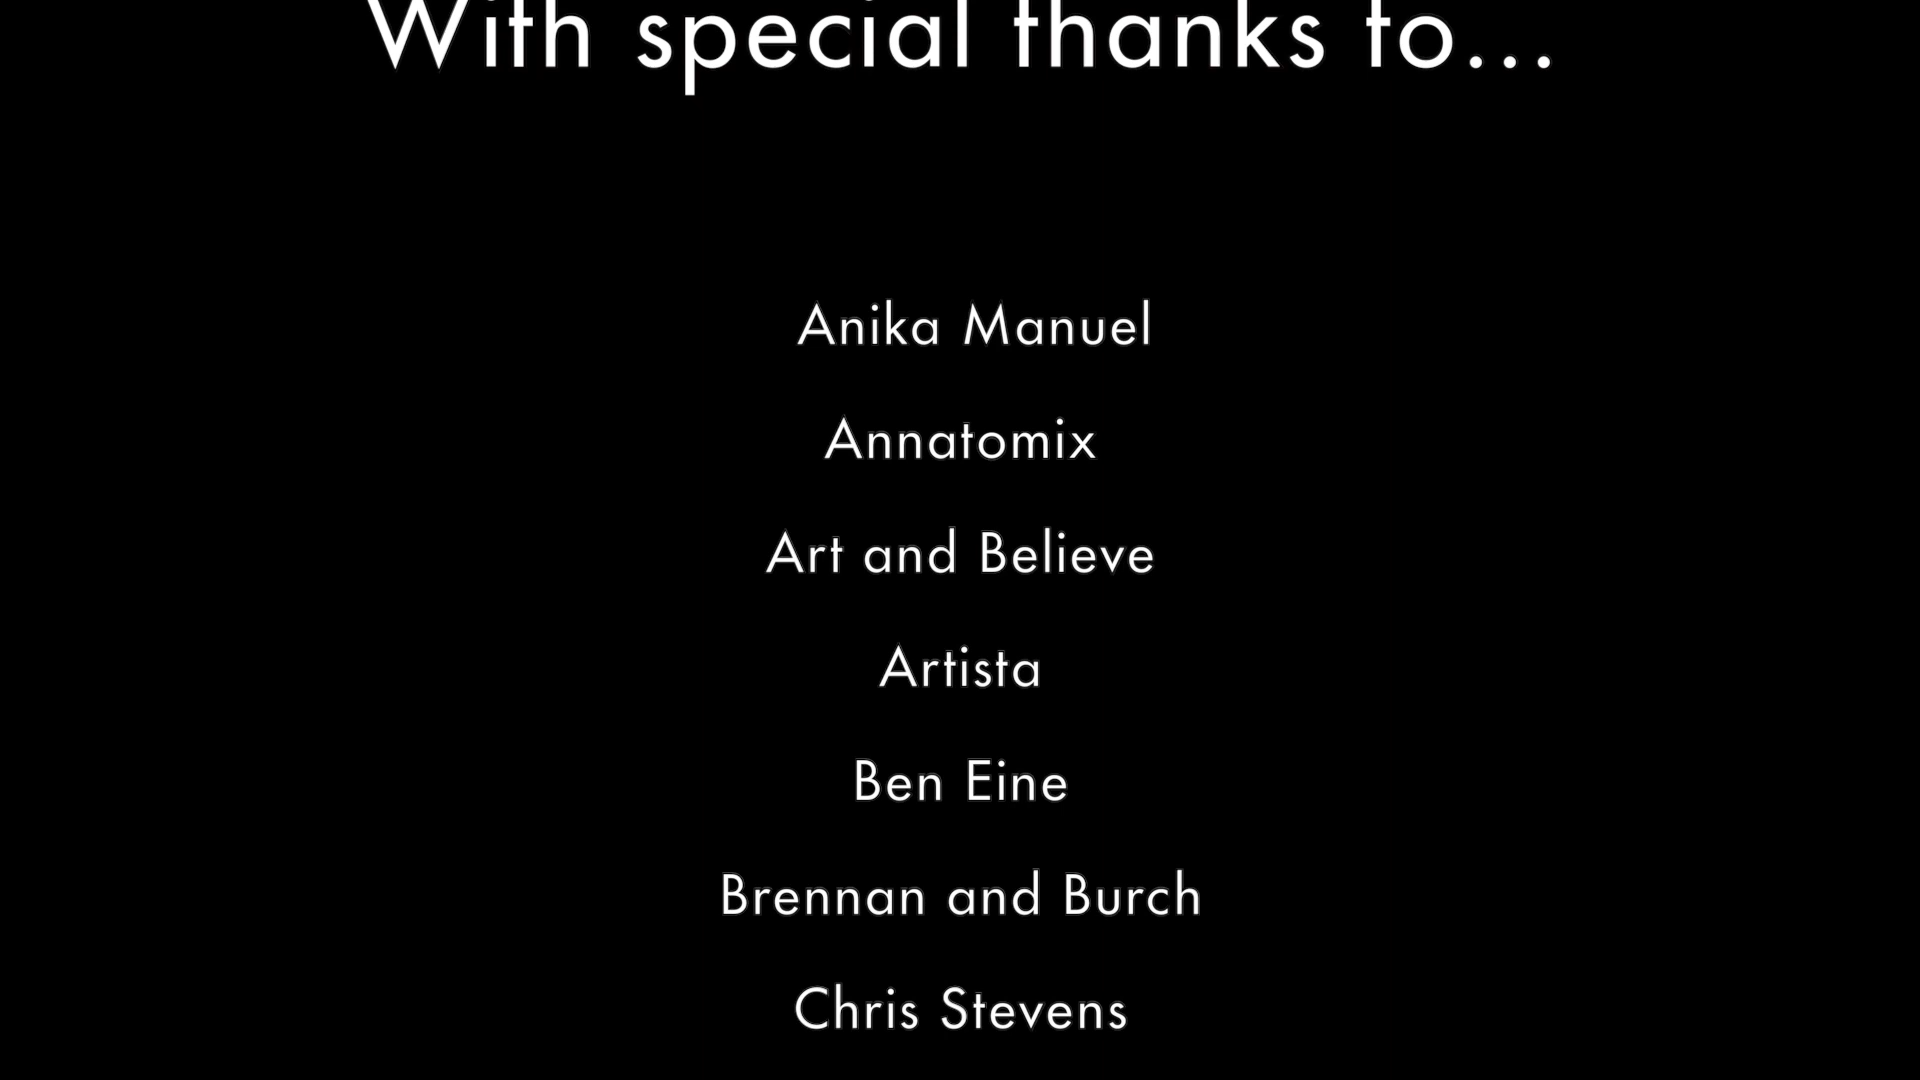 With special thanks to...
Anika Manuel
Annatomix
Art and Believe
Artista
Ben Eine
Brennan and Burch
Chris Stevens